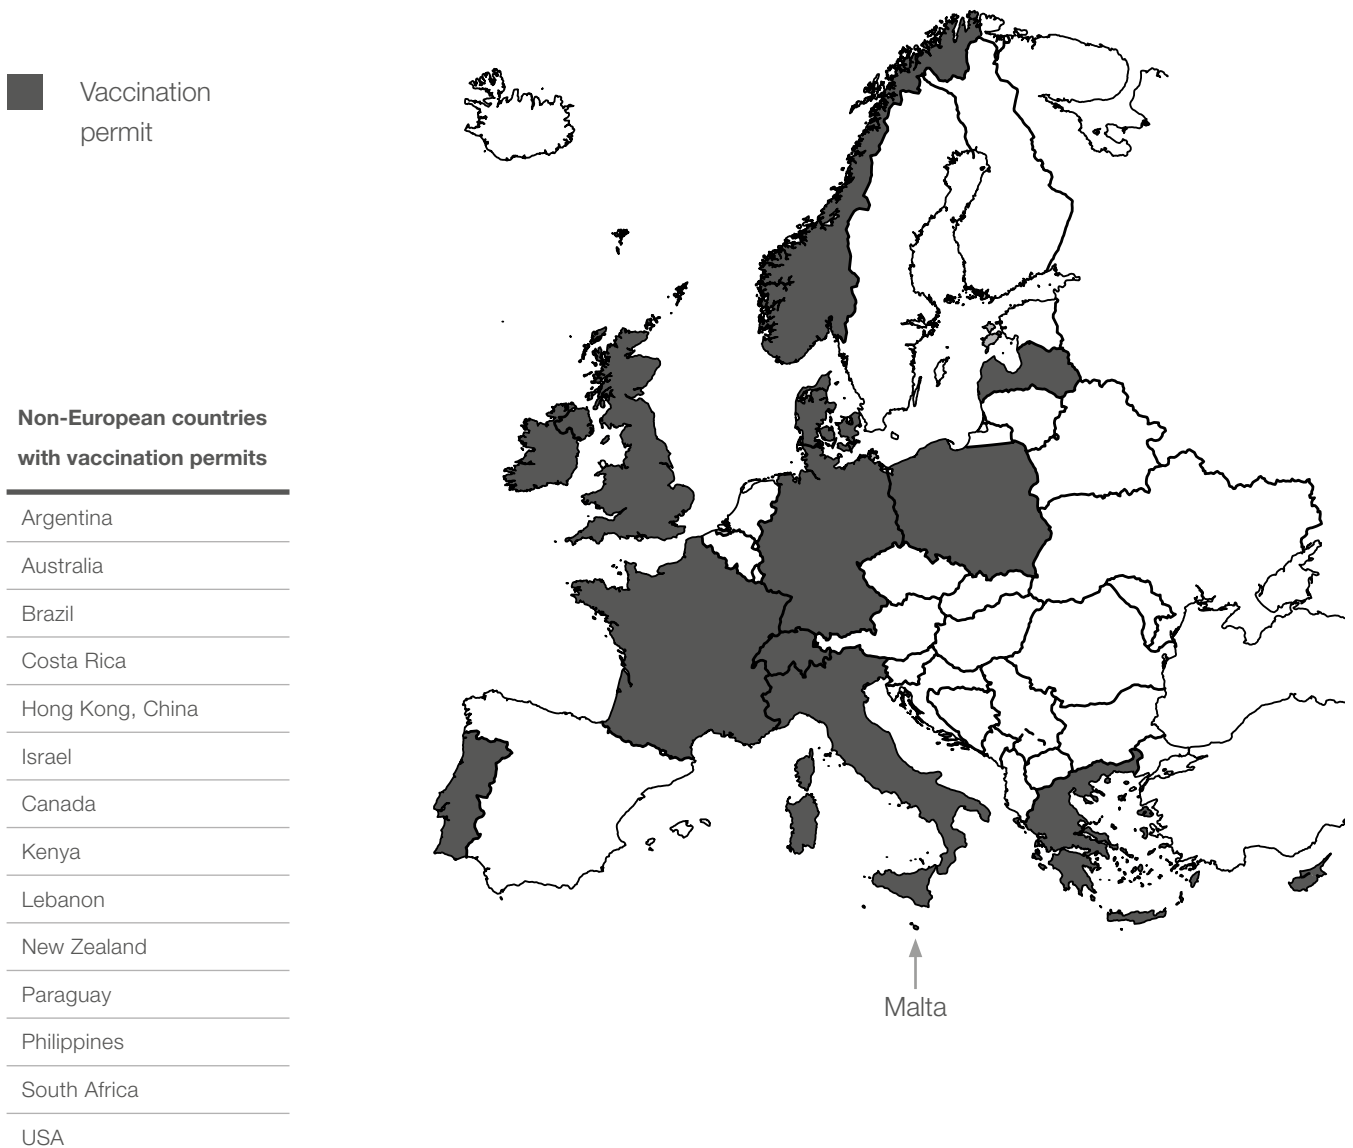 Vaccination
permit
Non-European countries
with vaccination permits
Argentina
Australia
Brazil
Costa Rica
Hong Kong, China
Israel
Canada
Kenya
Lebanon
New Zealand
Paraguay
Philippines
South Africa
USA
Malta